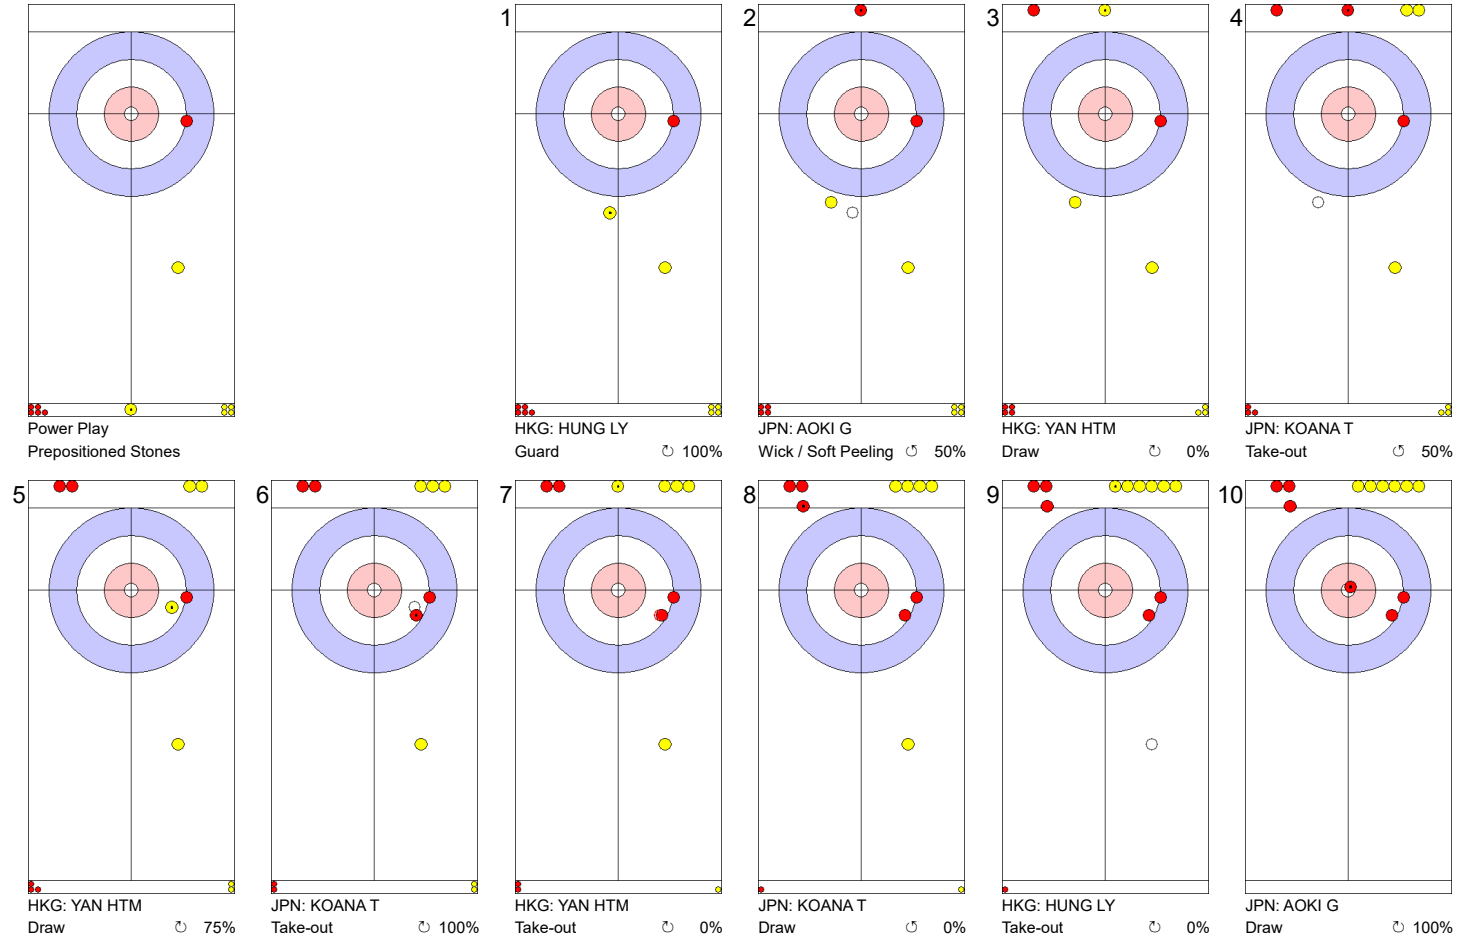 Power Play
Prepositioned Stones
1
HKG: HUNG LY
Guard ↻ 100%
2
JPN: AOKI G
Wick / Soft Peeling ↺ 50%
3
HKG: YAN HTM
Draw ↻ 0%
4
JPN: KOANA T
Take-out ↺ 50%
5
HKG: YAN HTM
Draw ↻ 75%
6
JPN: KOANA T
Take-out ↻ 100%
7
HKG: YAN HTM
Take-out ↻ 0%
8
JPN: KOANA T
Draw ↺ 0%
9
HKG: HUNG LY
Take-out ↻ 0%
10
JPN: AOKI G
Draw ↻ 100%